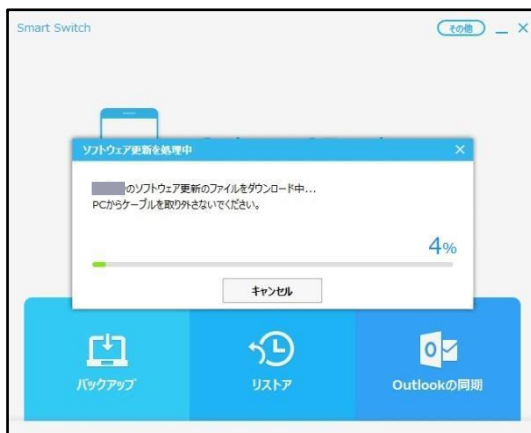 Smart Switch
その他
ソフトウェア更新を処理中
のソフトウェア更新のファイルをダウンロード中...
PCからケーブルを取り外さないでください。
4%
キャンセル
バックアップ
リストア
Outlookの同期